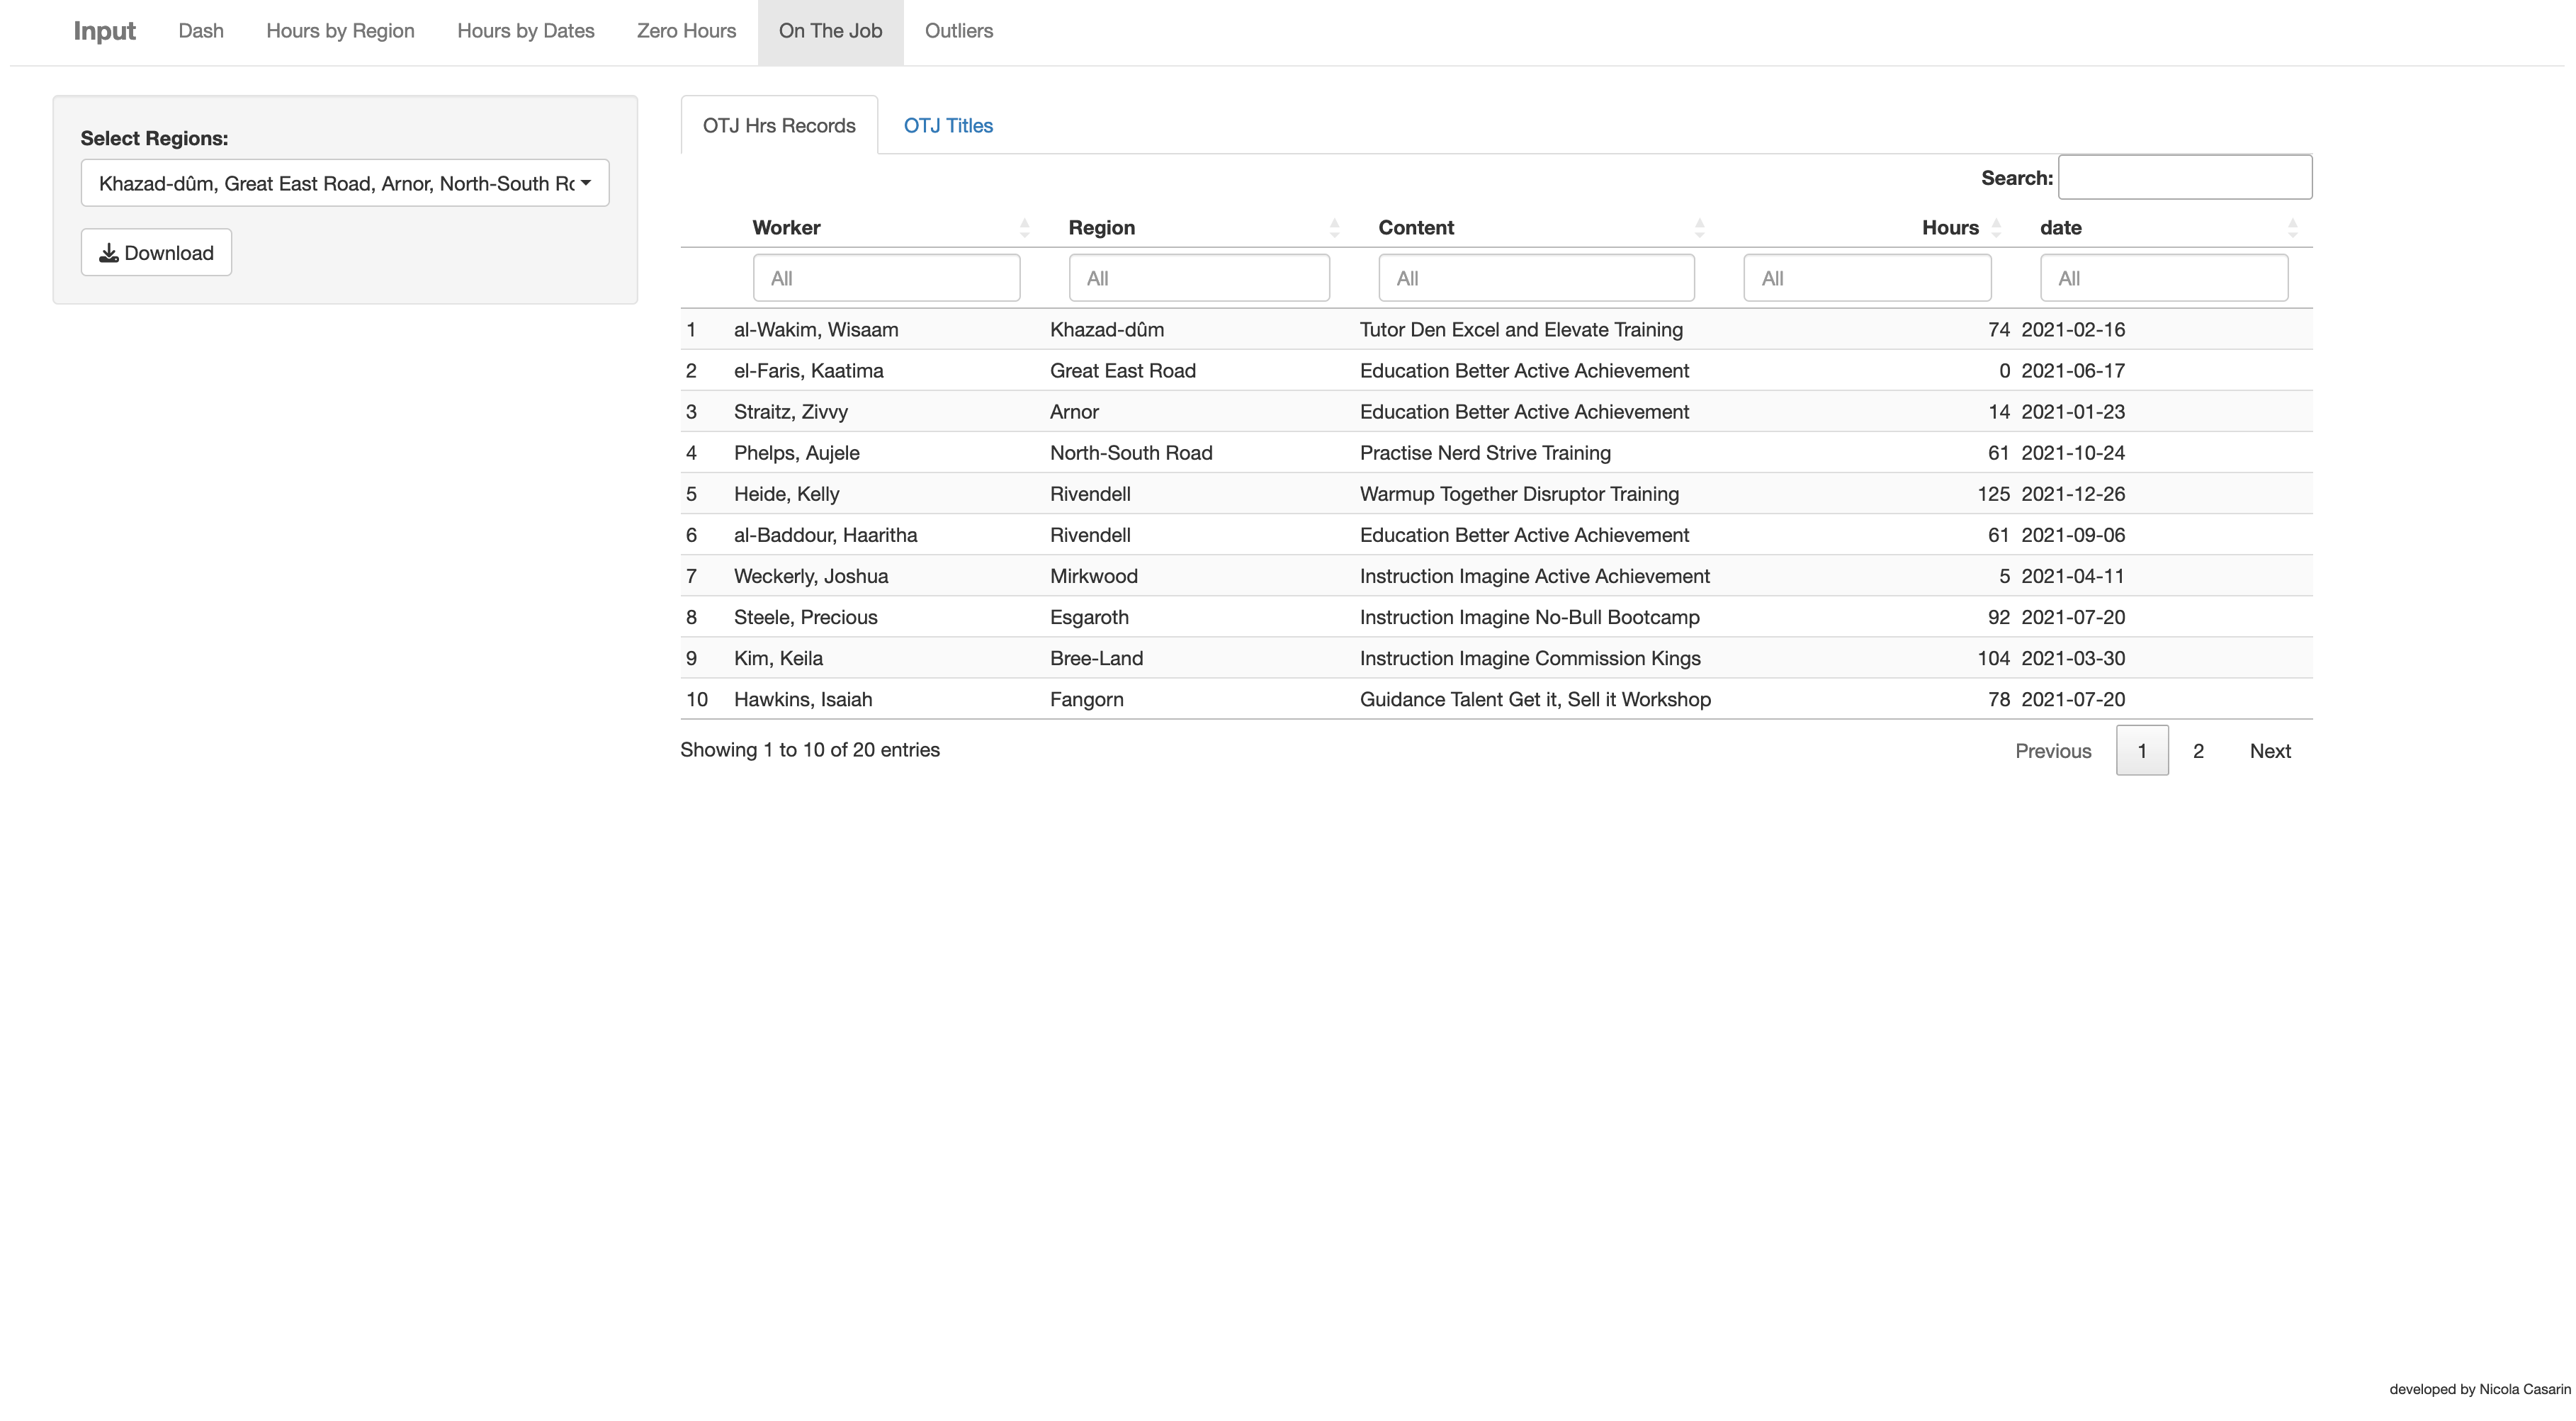 Input Dash Hours by Region Hours by Dates Zero Hours On The Job Outliers
Select Regions:
Khazad-dûm, Great East Road, Arnor, North-South
Download
OTJ Hrs Records OTJ Titles
Search:
Worker Region Content Hours date
All All All All All
1 al-Wakim, Wisaam Khazad-dûm Tutor Den Excel and Elevate Training 74 2021-02-16
2 el-Faris, Kaatima Great East Road Education Better Active Achievement 0 2021-06-17
3 Straitz, Zivvy Arnor Education Better Active Achievement 14 2021-01-23
4 Phelps, Aujele North-South Road Practise Nerd Strive Training 61 2021-10-24
5 Heide, Kelly Rivendell Warmup Together Disruptor Training 125 2021-12-26
6 al-Baddour, Haaritha Rivendell Education Better Active Achievement 61 2021-09-06
7 Weckerly, Joshua Mirkwood Instruction Imagine Active Achievement 5 2021-04-11
8 Steele, Precious Esgaroth Instruction Imagine No-Bull Bootcamp 92 2021-07-20
9 Kim, Keila Bree-Land Instruction Imagine Commission Kings 104 2021-03-30
10 Hawkins, Isaiah Fangorn Guidance Talent Get it, Sell it Workshop 78 2021-07-20
Showing 1 to 10 of 20 entries
Previous 1 2 Next
developed by Nicola Casarin